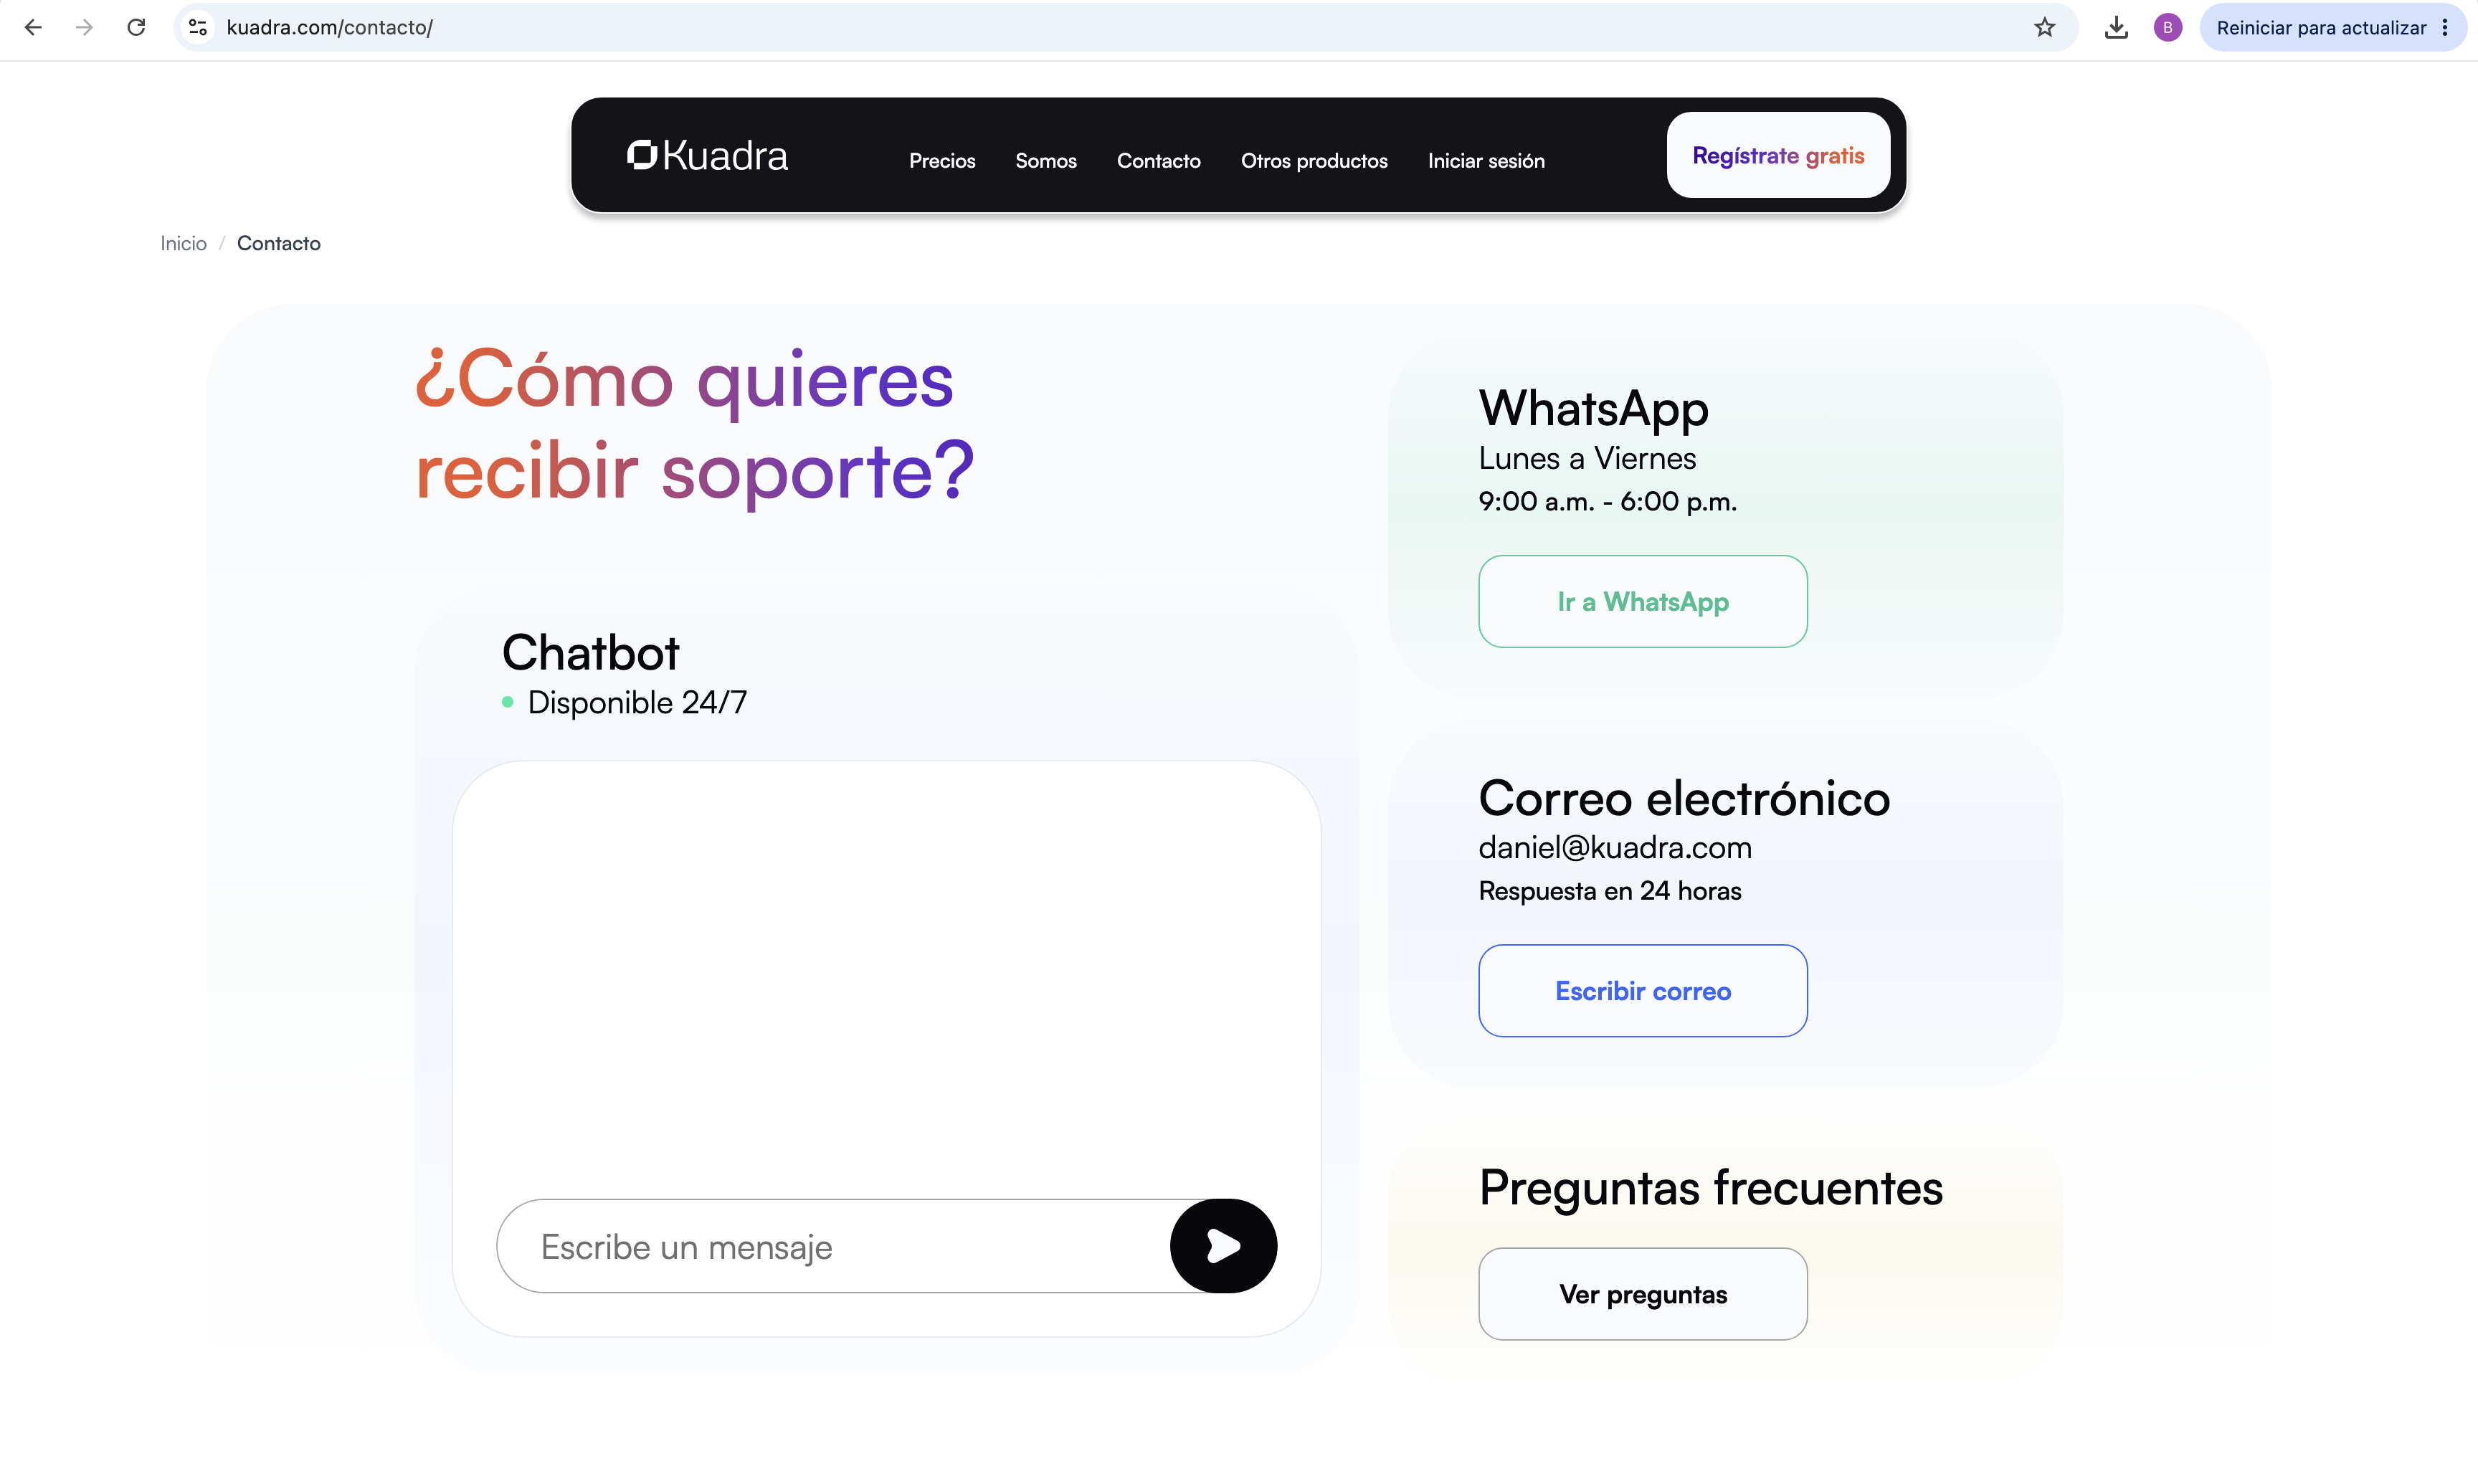 kuadra.com/contacto/
B
Reiniciar para actualizar
Kuadra
Precios
Somos
Contacto
Otros productos
Iniciar sesión
Regístrate gratis
Inicio / Contacto
¿Cómo quieres
recibir soporte?
Chatbot
Disponible 24/7
Escribe un mensaje
WhatsApp
Lunes a Viernes
9:00 a.m. - 6:00 p.m.
Ir a WhatsApp
Correo electrónico
daniel@kuadra.com
Respuesta en 24 horas
Escribir correo
Preguntas frecuentes
Ver preguntas